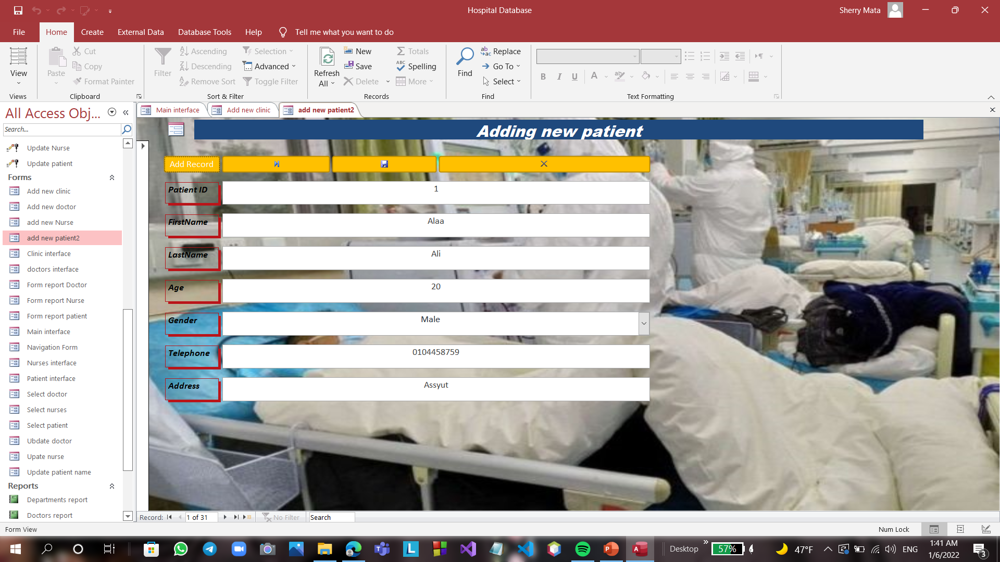 Hospital Database
Sherry Mata
File Home Create External Data Database Tools Help Tell me what you want to do
View
Views
Paste
Cut
Copy
Format Painter
Clipboard
Filter
Ascending
Descending
Remove Sort
Selection
Advanced
Toggle Filter
Sort & Filter
Refresh
All
New
Save
Delete
Totals
Spelling
More
Records
Find
Replace
Go To
Select
Find
B I U A
Text Formatting
All Access Obj...
Search...
Update Nurse
Update patient
Forms
Add new clinic
Add new doctor
add new Nurse
add new patient2
Clinic interface
doctors interface
Form report Doctor
Form report Nurse
Form report patient
Main interface
Navigation Form
Nurses interface
Patient interface
Select doctor
Select nurses
Select patient
Ubdate doctor
Upate nurse
Update patient name
Reports
Departments report
Doctors report
Main interface
Add new clinic
add new patient2
Adding new patient
Add Record
Patient ID 1
FirstName Alaa
LastName Ali
Age 20
Gender Male
Telephone 0104458759
Address Assyut
Record: 1 of 31 No Filter Search
Form View
Num Lock
Desktop
57%
47°F
ENG
1:41 AM
1/6/2022
3